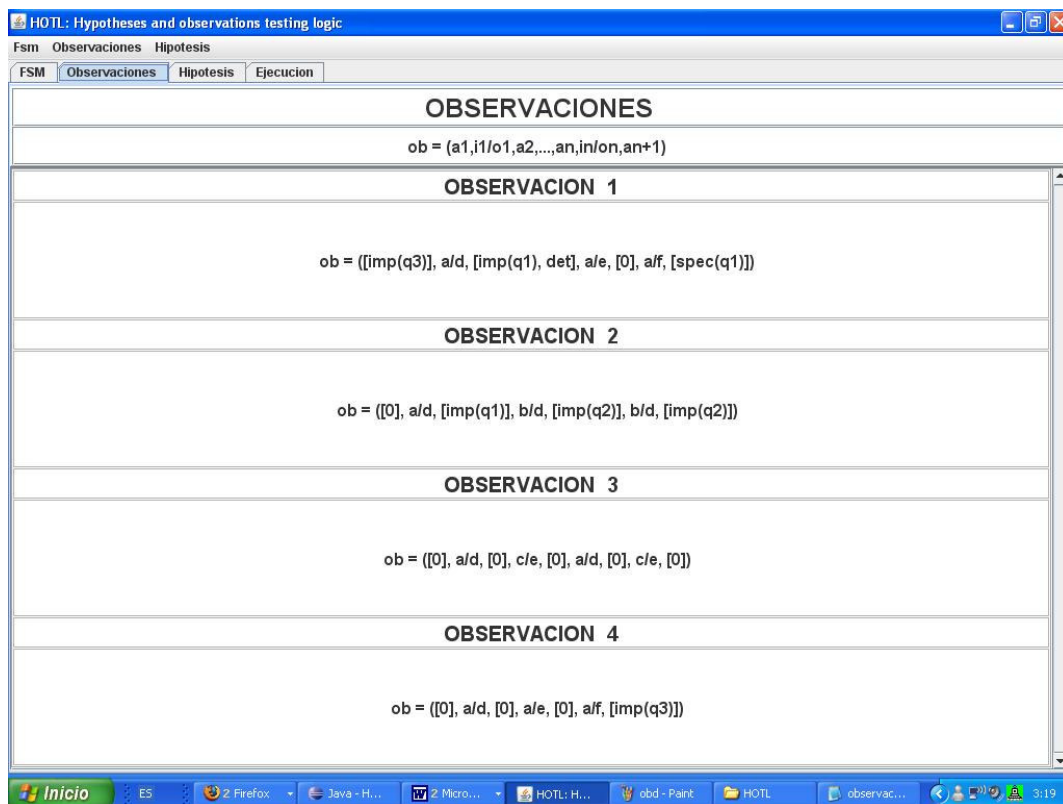 HOTL: Hypotheses and observations testing logic
Fsm Observaciones Hipotesis
FSM Observaciones Hipotesis Ejecucion
OBSERVACIONES
ob = (a1,i1/o1,a2,...,an,in/on,an+1)
OBSERVACION 1
ob = ([imp(q3)], a/d, [imp(q1), det], a/e, [0], a/f, [spec(q1)])
OBSERVACION 2
ob = ([0], a/d, [imp(q1)], b/d, [imp(q2)], b/d, [imp(q2)])
OBSERVACION 3
ob = ([0], a/d, [0], c/e, [0], a/d, [0], c/e, [0])
OBSERVACION 4
ob = ([0], a/d, [0], a/e, [0], a/f, [imp(q3)])
Inicio ES 2 Firefox Java - H... 2 Micro... HOTL: H... obd - Paint HOTL observac... 3:19